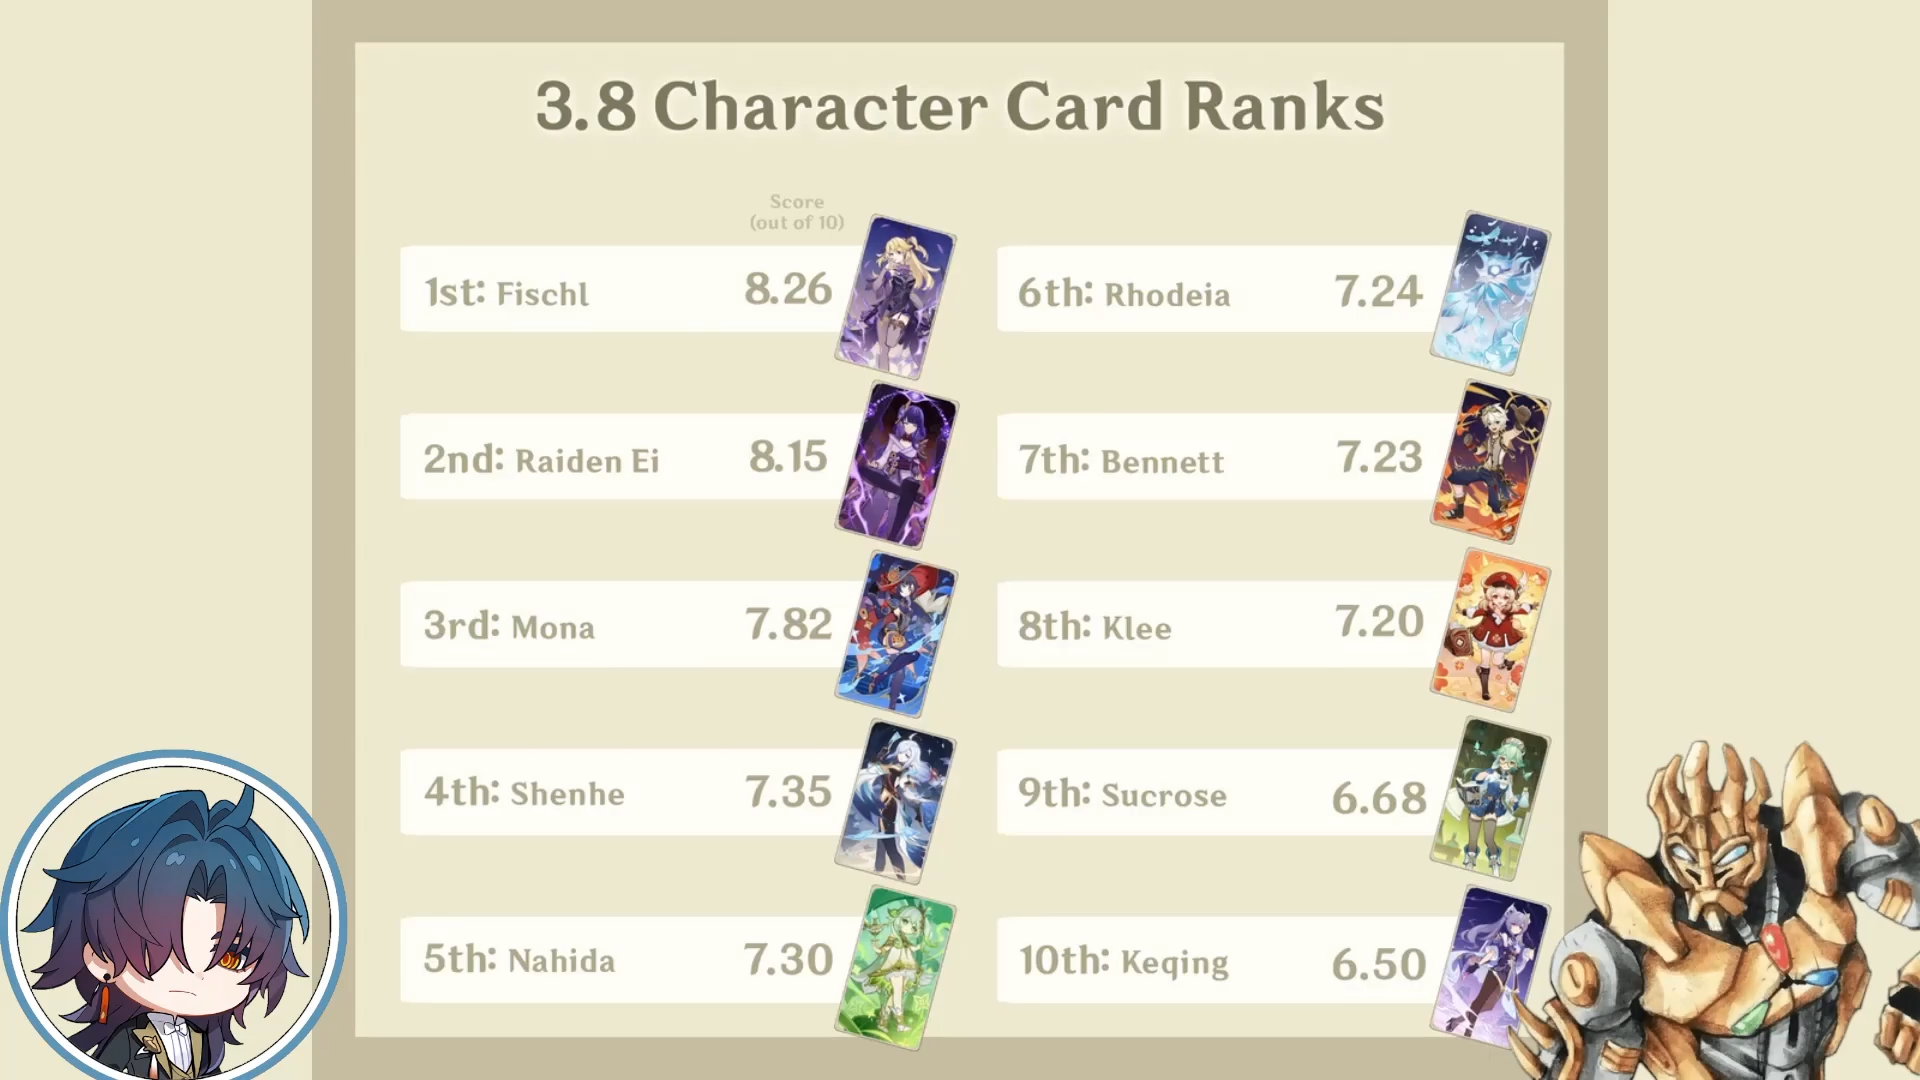 3.8 Character Card Ranks
Score
(out of 10)
1st: Fischl 8.26
2nd: Raiden Ei 8.15
3rd: Mona 7.82
4th: Shenhe 7.35
5th: Nahida 7.30
6th: Rhodeia 7.24
7th: Bennett 7.23
8th: Klee 7.20
9th: Sucrose 6.68
10th: Keqing 6.50